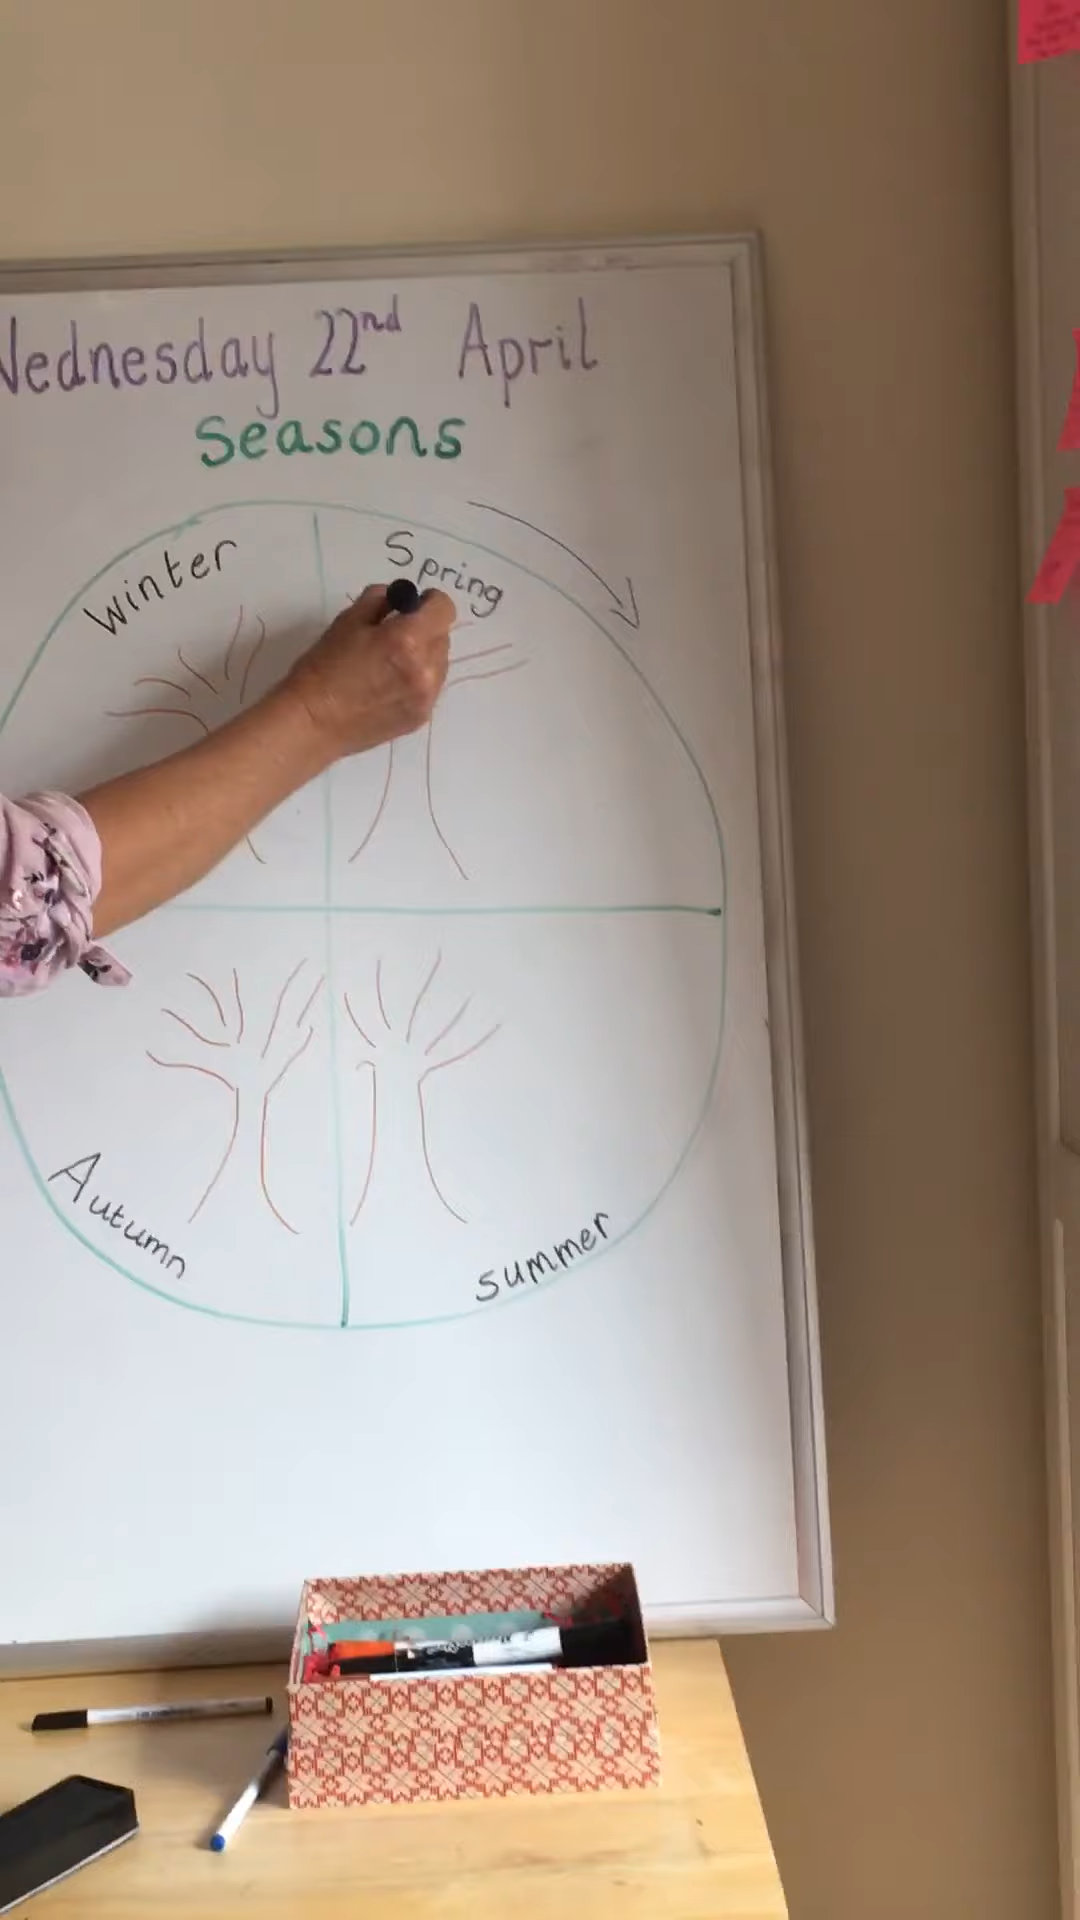 Wednesday 22nd April
Seasons
Winter
Spring
Autumn
summer